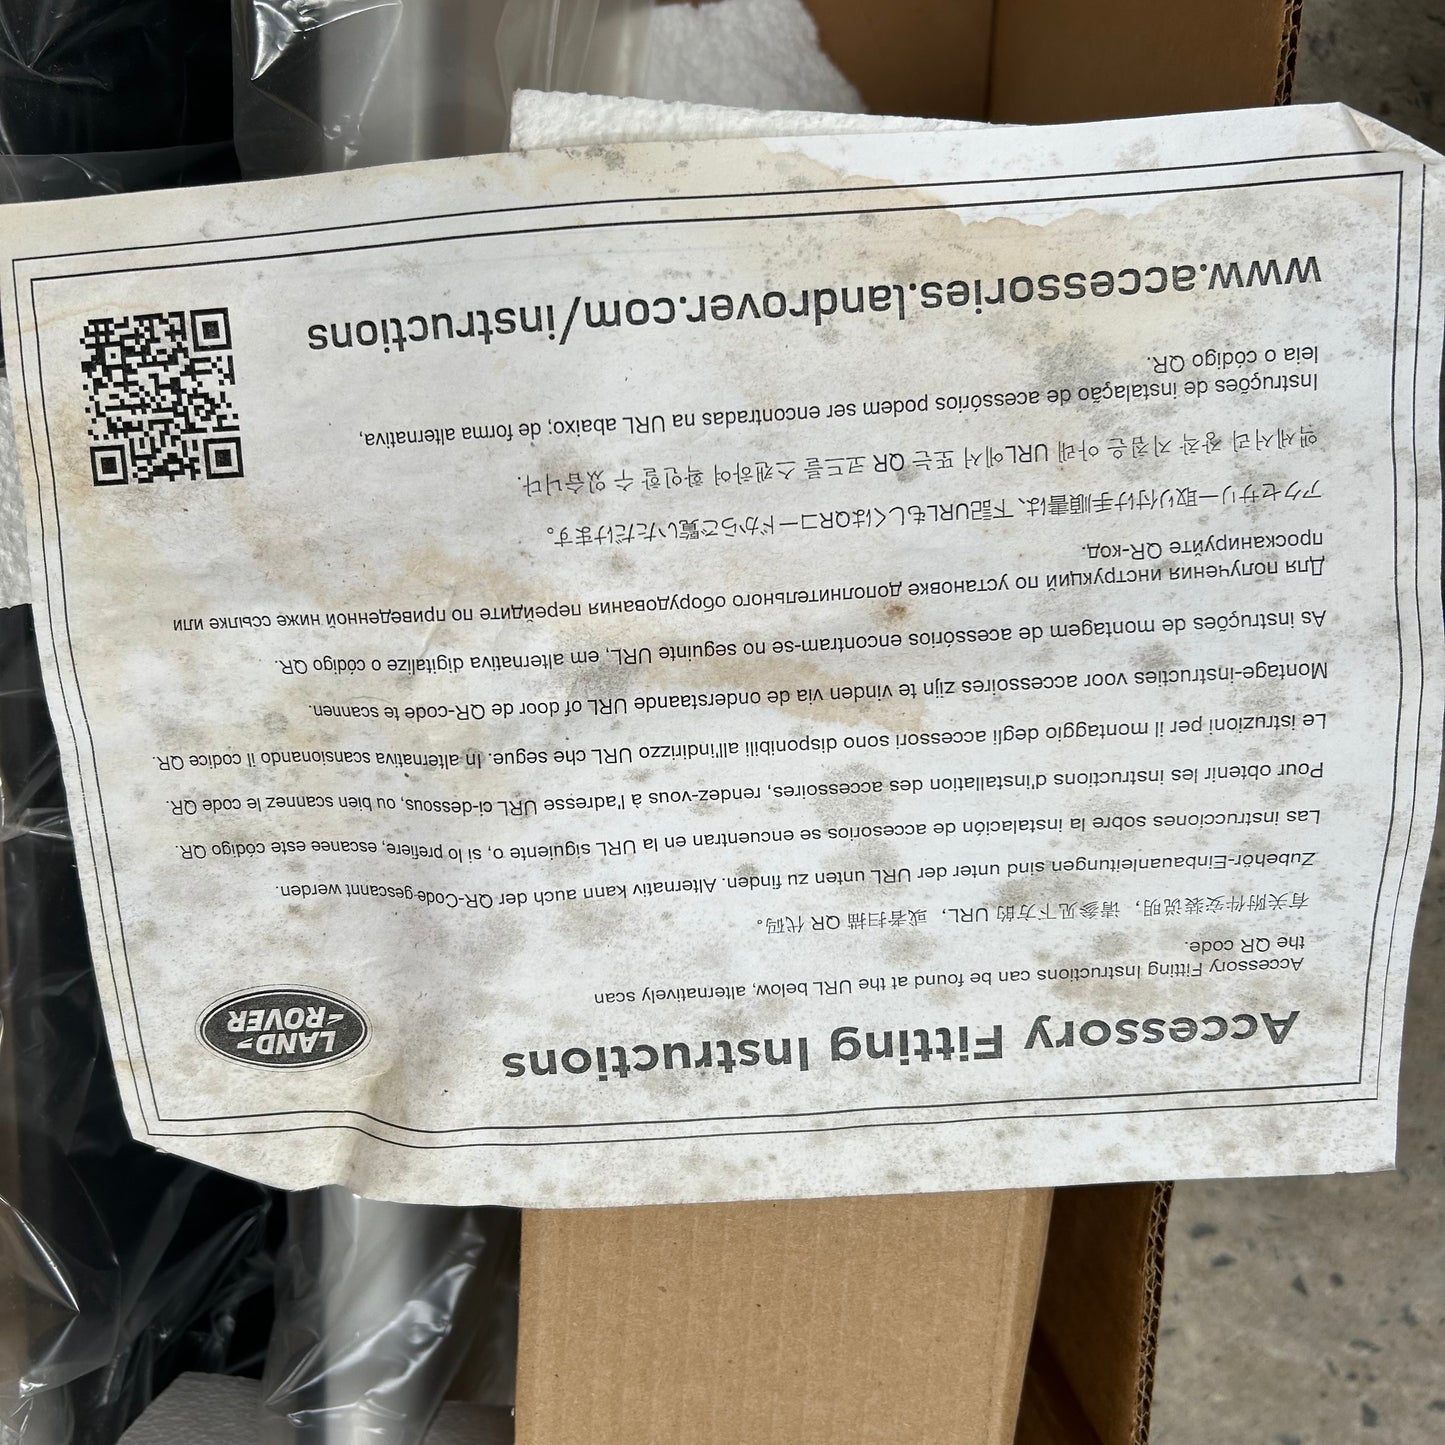 Accessory Fitting Instructions
LAND-
ROVER
Accessory Fitting Instructions can be found at the URL below, alternatively scan
the QR code.
有关附件安装说明，请参见下方的 URL，或者扫描 QR 代码。
Zubehör-Einbauanleitungen sind unter der URL unten zu finden. Alternativ kann auch der QR-Code gescannt werden.
Las instrucciones sobre la instalación de accesorios se encuentran en la URL siguiente o, si lo prefiere, escanee este código QR.
Pour obtenir les instructions d'installation des accessoires, rendez-vous à l'adresse URL ci-dessous, ou bien scannez le code QR.
Le istruzioni per il montaggio degli accessori sono disponibili all'indirizzo URL che segue. In alternativa scansionando il codice QR.
Montage-instructies voor accessoires zijn te vinden via de onderstaande URL of door de QR-code te scannen.
As instruções de montagem de acessórios encontram-se no seguinte URL, em alternativa digitalize o código QR.
Для получения инструкций по установке дополнительного оборудования перейдите по приведенной ниже ссылке или
просканируйте QR-код.
アクセサリー取り付け手順書は、下記URLもしくはQRコードからご覧いただけます。
액세서리 장착 지침은 아래 URL에서 또는 QR 코드를 스캔하여 확인할 수 있습니다.
Instruções de instalação de acessórios podem ser encontradas na URL abaixo; de forma alternativa,
leia o código QR.
www.accessories.landrover.com/instructions